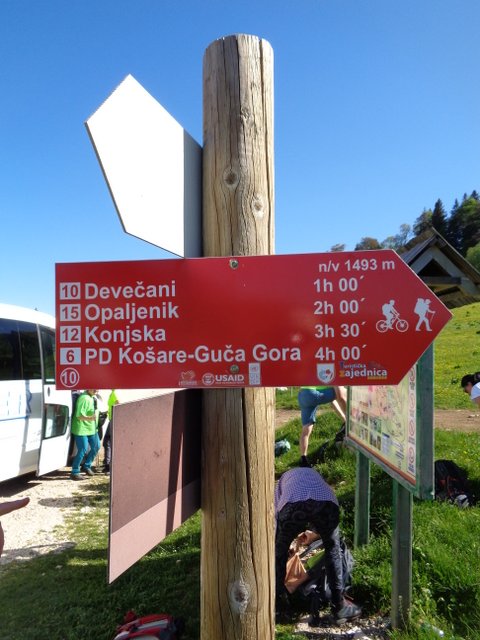 n/v 1493 m
10 Devečani 1h 00´
15 Opaljenik 2h 00´
12 Konjska 3h 30´
6 PD Košare-Guča Gora 4h 00´
10
USAID
Turistička
zajednica